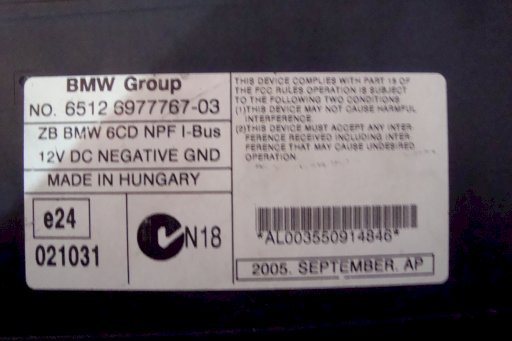 BMW Group
NO. 6512 6977767-03
ZB BMW 6CD NPF I-Bus
12V DC NEGATIVE GND
MADE IN HUNGARY
e24
021031
N18
THIS DEVICE COMPLIES WITH PART 15 OF
THE FCC RULES OPERATION IS SUBJECT
TO THE FOLLOWING TWO CONDITIONS
(1)THIS DEVICE MAY NOT CAUSE HARMFUL
INTERFERENCE.
(2)THIS DEVICE MUST ACCEPT ANY INTER-
FERENCE RECEIVED INCLUDING INTER
FERENCE THAT MAY CAUSE UNDESIRED
OPERATION
*AL003550914846*
2005. SEPTEMBER. AP